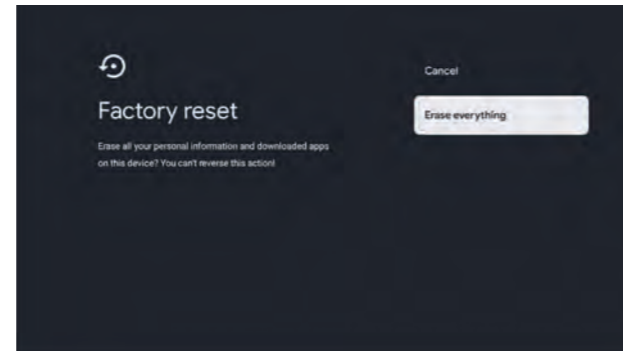 Factory reset
Erase all your personal information and downloaded apps
on this device? You can't reverse this action!
Cancel
Erase everything